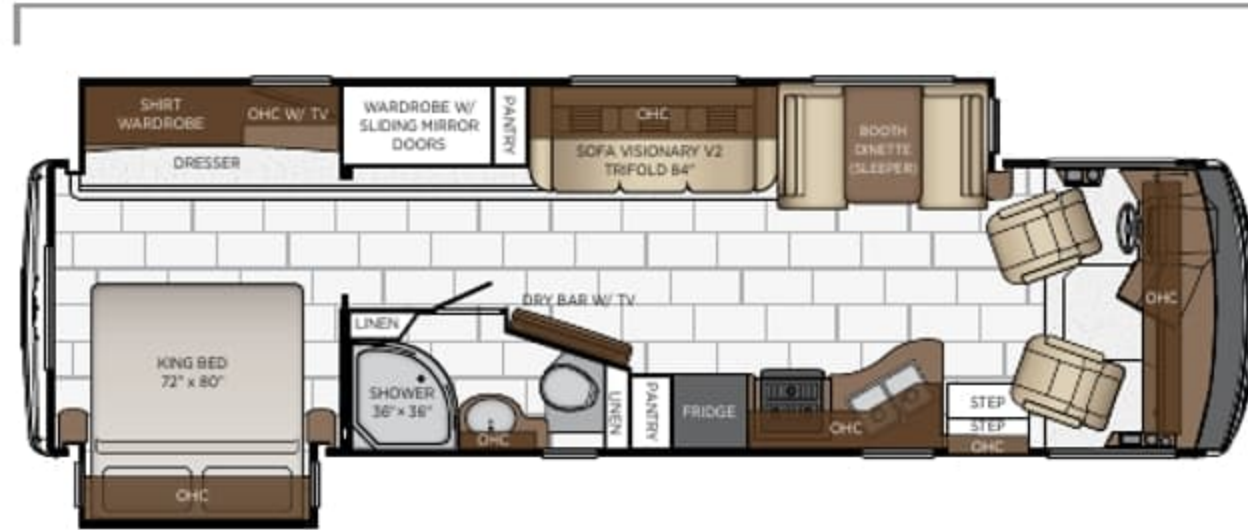 SHIRT
WARDROBE
OHC W/ TV
DRESSER
WARDROBE W/
SLIDING MIRROR
DOORS
PANTRY
OHC
SOFA VISIONARY V2
TRIFOLD 84"
BOOTH
DINETTE
(SLEEPER)
OHC
DRY BAR W/ TV
LINEN
KING BED
72" x 80"
SHOWER
36" x 36"
OHC
LINEN
PANTRY
FRIDGE
OHC
STEP
STEP
OHC
OHC